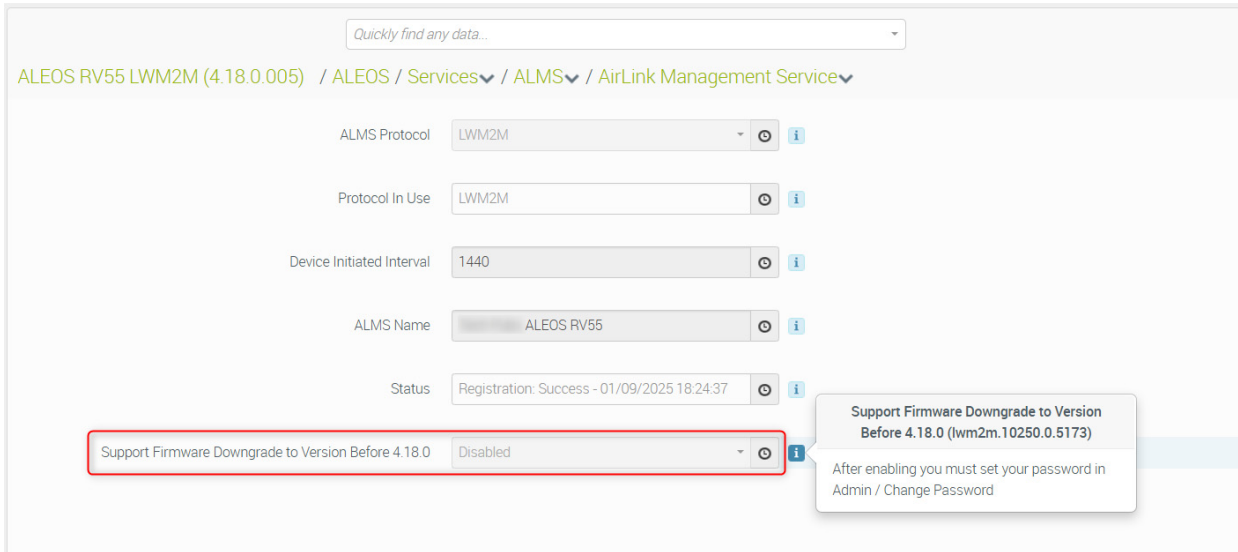 Quickly find any data...
ALEOS RV55 LWM2M (4.18.0.005) / ALEOS / Services / ALMS / AirLink Management Service
ALMS Protocol LWM2M
Protocol In Use LWM2M
Device Initiated Interval 1440
ALMS Name ALEOS RV55
Status Registration: Success - 01/09/2025 18:24:37
Support Firmware Downgrade to Version Before 4.18.0 Disabled
Support Firmware Downgrade to Version
Before 4.18.0 (lwm2m.10250.0.5173)
After enabling you must set your password in
Admin / Change Password